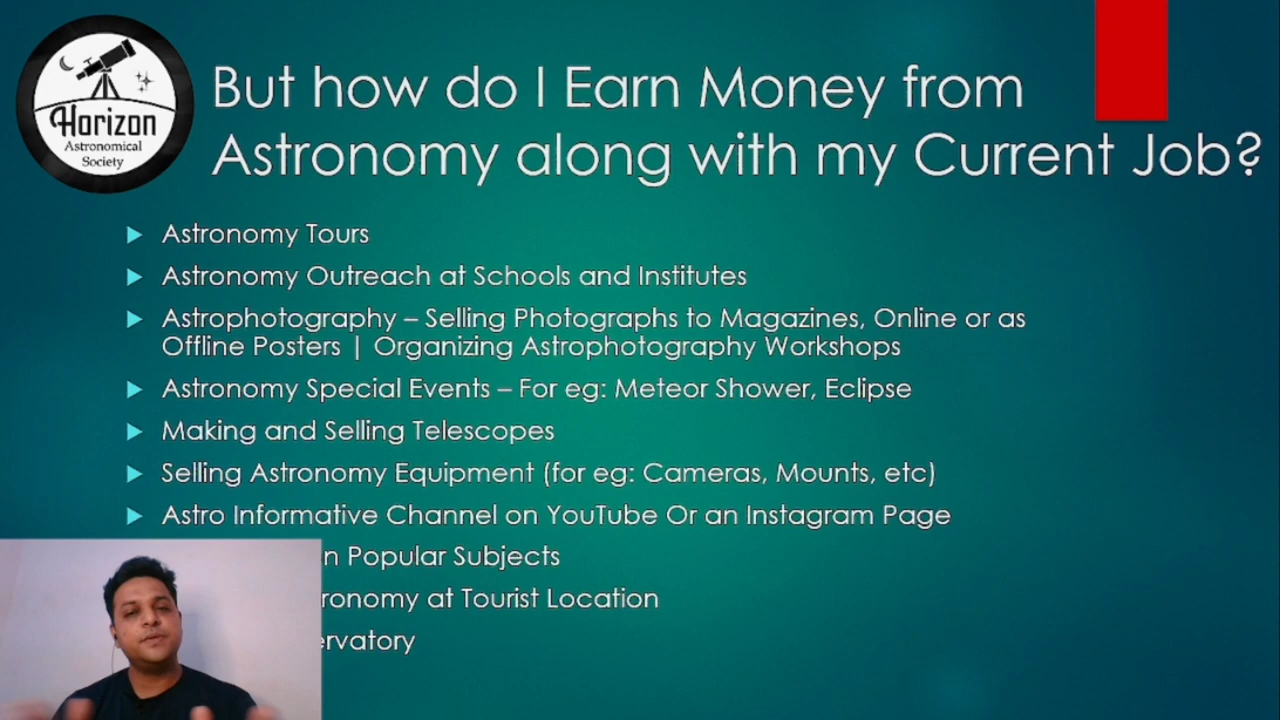 Horizon
Astronomical
Society
But how do I Earn Money from
Astronomy along with my Current Job?
Astronomy Tours
Astronomy Outreach at Schools and Institutes
Astrophotography – Selling Photographs to Magazines, Online or as
Offline Posters | Organizing Astrophotography Workshops
Astronomy Special Events – For eg: Meteor Shower, Eclipse
Making and Selling Telescopes
Selling Astronomy Equipment (for eg: Cameras, Mounts, etc)
Astro Informative Channel on YouTube Or an Instagram Page
Popular Subjects
at Tourist Location